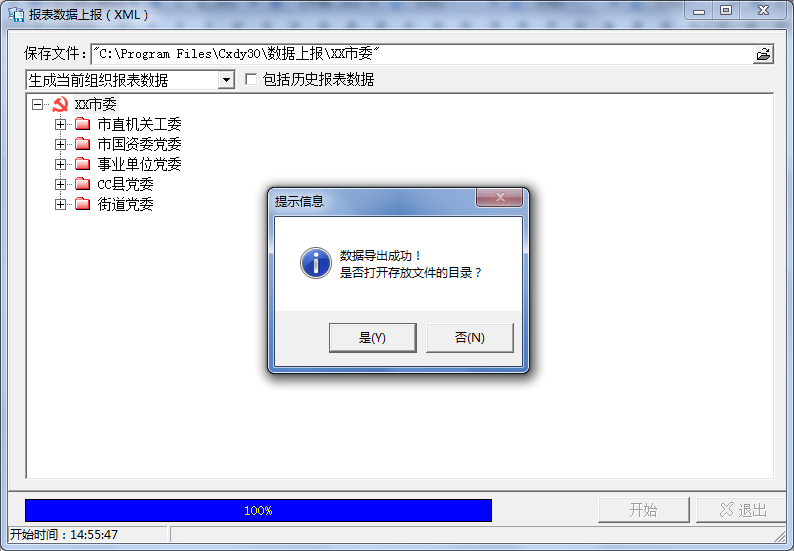 报表数据上报（XML）
保存文件： "C:\Program Files\Cxdy30\数据上报\XX市委"
生成当前组织报表数据 包括历史报表数据
XX市委
市直机关工委
市国资委党委
事业单位党委
CC县党委
街道党委
提示信息
数据导出成功！
是否打开存放文件的目录？
是(Y) 否(N)
100% 开始 退出
开始时间：14:55:47